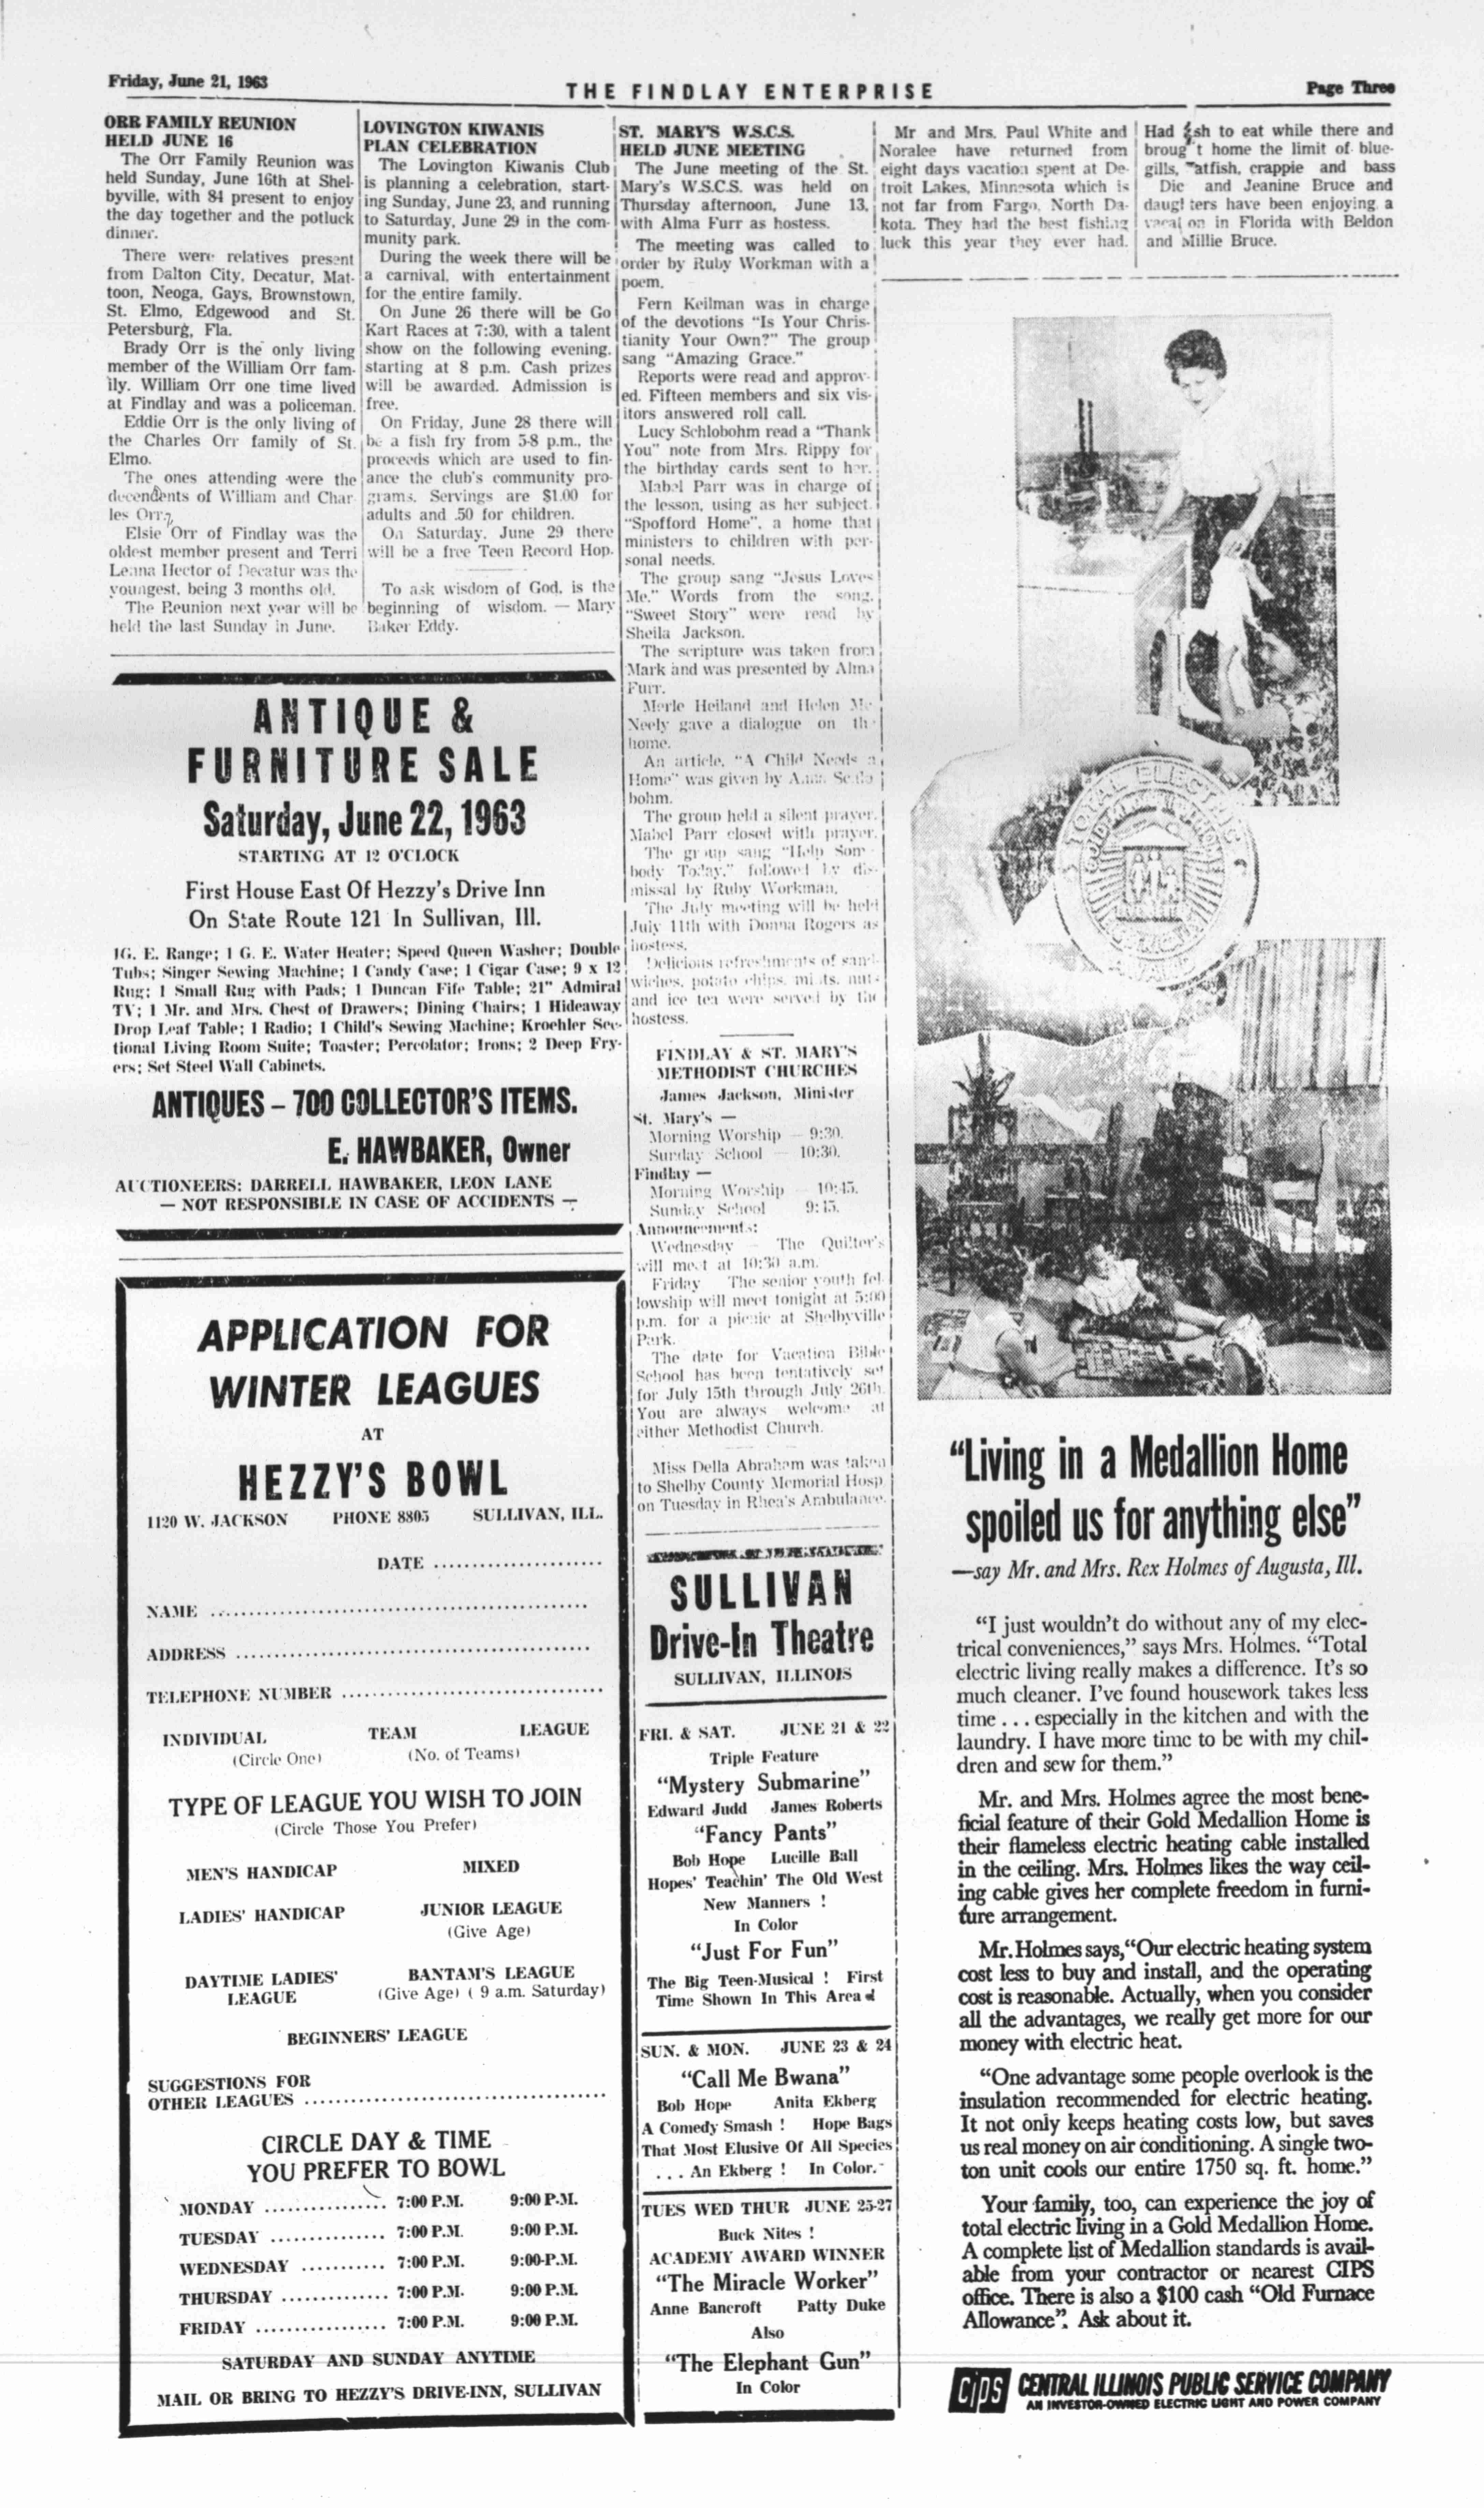 Friday, June 21, 1963
THE FINDLAY ENTERPRISE
Page Three
ORR FAMILY REUNION
HELD JUNE 16
The Orr Family Reunion was
held Sunday, June 16th at Shel-
byville, with 84 present to enjoy
the day together and the potluck
dinner.
There were relatives present
from Dalton City, Decatur, Mat-
toon, Neoga, Gays, Brownstown,
St. Elmo, Edgewood and St.
Petersburg, Fla.
Brady Orr is the only living
member of the William Orr fam-
ily. William Orr one time lived
at Findlay and was a policeman.
Eddie Orr is the only living of
the Charles Orr family of St.
Elmo.
The ones attending were the
decendents of William and Char
les Orr.
Elsie Orr of Findlay was the
oldest member present and Terri
Leana Hector of Decatur was the
youngest, being 3 months old.
The Reunion next year will be
held the last Sunday in June.
LOVINGTON KIWANIS
PLAN CELEBRATION
The Lovington Kiwanis Club
is planning a celebration, start-
ing Sunday, June 23, and running
to Saturday, June 29 in the com-
munity park.
During the week there will be
a carnival, with entertainment
for the entire family.
On June 26 there will be Go
Kart Races at 7:30, with a talent
show on the following evening,
starting at 8 p.m. Cash prizes
will be awarded. Admission is
free.
On Friday, June 28 there will
be a fish fry from 5-8 p.m., the
proceeds which are used to fin-
ance the club's community pro-
grams. Servings are $1.00 for
adults and .50 for children.
On Saturday, June 29 there
will be a free Teen Record Hop.
To ask wisdom of God, is the
beginning of wisdom. — Mary
Baker Eddy.
ST. MARY'S W.S.C.S.
HELD JUNE MEETING
The June meeting of the St.
Mary's W.S.C.S. was held on
Thursday afternoon, June 13,
with Alma Furr as hostess.
The meeting was called to
order by Ruby Workman with a
poem.
Fern Keilman was in charge
of the devotions "Is Your Chris-
tianity Your Own?" The group
sang "Amazing Grace."
Reports were read and approv-
ed. Fifteen members and six vis-
itors answered roll call.
Lucy Schlobohm read a "Thank
You" note from Mrs. Rippy for
the birthday cards sent to her.
Mabel Parr was in charge of
the lesson, using as her subject,
"Spofford Home", a home that
ministers to children with per-
sonal needs.
The group sang "Jesus Loves
Me." Words from the song,
"Sweet Story" were read by
Sheila Jackson.
The scripture was taken from
Mark and was presented by Alma
Furr.
Merle Heiland and Helen Mc
Neely gave a dialogue on the
home.
An article, "A Child Needs a
Home" was given by
bohm.
The group held a silent prayer.
Mabel Parr closed with prayer.
The group sang "Help Some-
body Today," followed by dis-
missal by Ruby Workman.
The July meeting will be held
July 11th with Donna Rogers as
hostess.
Delicious refreshments of sand-
wiches, potato chips, mints, nuts
and ice tea were served by the
hostess.
FINDLAY & ST. MARY'S
METHODIST CHURCHES
James Jackson, Minister
St. Mary's —
Morning Worship — 9:30.
Sunday School — 10:30.
Findlay —
Morning Worship — 10:45.
Sunday School 9:45.
Announcements:
Wednesday — The Quilter's
will meet at 10:30 a.m.
Friday The senior youth fel-
lowship will meet tonight at 5:00
p.m. for a picnic at Shelbyville
Park.
The date for Vacation Bible
School has been tentatively set
for July 15th through July 26th.
You are always welcome at
either Methodist Church.
Miss Della Abraham was taken
to Shelby County Memorial Hosp
on Tuesday in Rhea's Ambulance.
Mr and Mrs. Paul White and
Noralee have returned from
eight days vacation spent at De-
troit Lakes, Minnesota which is
not far from Fargo, North Da-
kota. They had the best fishing
luck this year they ever had.
Had fish to eat while there and
brought home the limit of blue-
gills, catfish, crappie and bass
Dic and Jeanine Bruce and
daughters have been enjoying a
vacation in Florida with Beldon
and Millie Bruce.
ANTIQUE &
FURNITURE SALE
Saturday, June 22, 1963
STARTING AT 12 O'CLOCK
First House East Of Hezzy's Drive Inn
On State Route 121 In Sullivan, Ill.
1G. E. Range; 1 G. E. Water Heater; Speed Queen Washer; Double
Tubs; Singer Sewing Machine; 1 Candy Case; 1 Cigar Case; 9 x 12
Rug; 1 Small Rug with Pads; 1 Duncan Fife Table; 21" Admiral
TV; 1 Mr. and Mrs. Chest of Drawers; Dining Chairs; 1 Hideaway
Drop Leaf Table; 1 Radio; 1 Child's Sewing Machine; Kroehler Sec-
tional Living Room Suite; Toaster; Percolator; Irons; 2 Deep Fry-
ers; Set Steel Wall Cabinets.
ANTIQUES – 700 COLLECTOR'S ITEMS.
E. HAWBAKER, Owner
AUCTIONEERS: DARRELL HAWBAKER, LEON LANE
— NOT RESPONSIBLE IN CASE OF ACCIDENTS —
APPLICATION FOR
WINTER LEAGUES
AT
HEZZY'S BOWL
1120 W. JACKSON PHONE 8805 SULLIVAN, ILL.
DATE .....................
NAME ..............................................
ADDRESS ...........................................
TELEPHONE NUMBER ................................
INDIVIDUAL TEAM LEAGUE
(Circle One) (No. of Teams)
TYPE OF LEAGUE YOU WISH TO JOIN
(Circle Those You Prefer)
MEN'S HANDICAP MIXED
LADIES' HANDICAP JUNIOR LEAGUE
(Give Age)
DAYTIME LADIES' BANTAM'S LEAGUE
LEAGUE (Give Age) ( 9 a.m. Saturday)
BEGINNERS' LEAGUE
SUGGESTIONS FOR
OTHER LEAGUES .....................................
CIRCLE DAY & TIME
YOU PREFER TO BOWL
MONDAY ................ 7:00 P.M. 9:00 P.M.
TUESDAY ............... 7:00 P.M. 9:00 P.M.
WEDNESDAY ........... 7:00 P.M. 9:00-P.M.
THURSDAY .............. 7:00 P.M. 9:00 P.M.
FRIDAY ................. 7:00 P.M. 9:00 P.M.
SATURDAY AND SUNDAY ANYTIME
MAIL OR BRING TO HEZZY'S DRIVE-INN, SULLIVAN
SULLIVAN
Drive-In Theatre
SULLIVAN, ILLINOIS
FRI. & SAT. JUNE 21 & 22
Triple Feature
"Mystery Submarine"
Edward Judd James Roberts
"Fancy Pants"
Bob Hope Lucille Ball
Hopes' Teachin' The Old West
New Manners !
In Color
"Just For Fun"
The Big Teen-Musical ! First
Time Shown In This Area
SUN. & MON. JUNE 23 & 24
"Call Me Bwana"
Bob Hope Anita Ekberg
A Comedy Smash ! Hope Bags
That Most Elusive Of All Species
. . . An Ekberg ! In Color.
TUES WED THUR JUNE 25-27
Buck Nites !
ACADEMY AWARD WINNER
"The Miracle Worker"
Anne Bancroft Patty Duke
Also
"The Elephant Gun"
In Color
TOTAL ELECTRIC
GOLD MEDALLION HOME
"Living in a Medallion Home
spoiled us for anything else"
—say Mr. and Mrs. Rex Holmes of Augusta, Ill.
"I just wouldn't do without any of my elec-
trical conveniences," says Mrs. Holmes. "Total
electric living really makes a difference. It's so
much cleaner. I've found housework takes less
time . . . especially in the kitchen and with the
laundry. I have more time to be with my chil-
dren and sew for them."
Mr. and Mrs. Holmes agree the most bene-
ficial feature of their Gold Medallion Home is
their flameless electric heating cable installed
in the ceiling. Mrs. Holmes likes the way ceil-
ing cable gives her complete freedom in furni-
ture arrangement.
Mr. Holmes says, "Our electric heating system
cost less to buy and install, and the operating
cost is reasonable. Actually, when you consider
all the advantages, we really get more for our
money with electric heat.
"One advantage some people overlook is the
insulation recommended for electric heating.
It not only keeps heating costs low, but saves
us real money on air conditioning. A single two-
ton unit cools our entire 1750 sq. ft. home."
Your family, too, can experience the joy of
total electric living in a Gold Medallion Home.
A complete list of Medallion standards is avail-
able from your contractor or nearest CIPS
office. There is also a $100 cash "Old Furnace
Allowance". Ask about it.
CIPS CENTRAL ILLINOIS PUBLIC SERVICE COMPANY
AN INVESTOR-OWNED ELECTRIC LIGHT AND POWER COMPANY